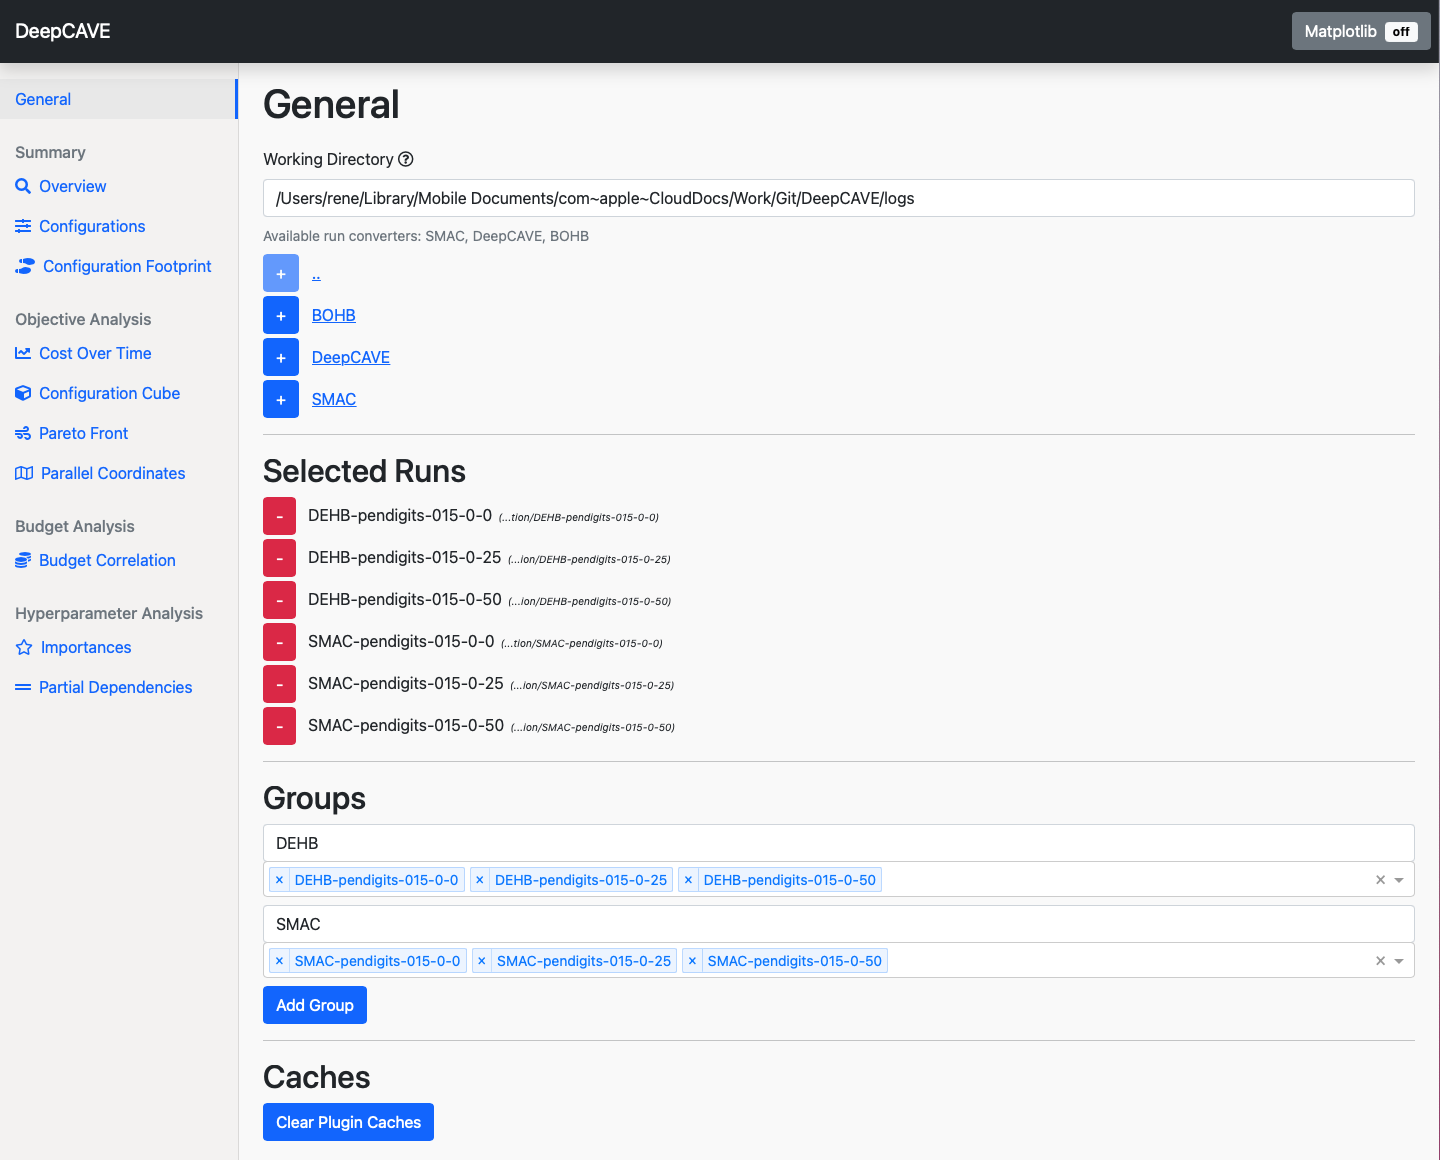 DeepCAVE
Matplotlib off
General
Summary
Overview
Configurations
Configuration Footprint
Objective Analysis
Cost Over Time
Configuration Cube
Pareto Front
Parallel Coordinates
Budget Analysis
Budget Correlation
Hyperparameter Analysis
Importances
Partial Dependencies
General
Working Directory
/Users/rene/Library/Mobile Documents/com~apple~CloudDocs/Work/Git/DeepCAVE/logs
Available run converters: SMAC, DeepCAVE, BOHB
+ ..
+ BOHB
+ DeepCAVE
+ SMAC
Selected Runs
- DEHB-pendigits-015-0-0 (...tion/DEHB-pendigits-015-0-0)
- DEHB-pendigits-015-0-25 (...ion/DEHB-pendigits-015-0-25)
- DEHB-pendigits-015-0-50 (...ion/DEHB-pendigits-015-0-50)
- SMAC-pendigits-015-0-0 (...tion/SMAC-pendigits-015-0-0)
- SMAC-pendigits-015-0-25 (...ion/SMAC-pendigits-015-0-25)
- SMAC-pendigits-015-0-50 (...ion/SMAC-pendigits-015-0-50)
Groups
DEHB
× DEHB-pendigits-015-0-0 × DEHB-pendigits-015-0-25 × DEHB-pendigits-015-0-50 ×
SMAC
× SMAC-pendigits-015-0-0 × SMAC-pendigits-015-0-25 × SMAC-pendigits-015-0-50 ×
Add Group
Caches
Clear Plugin Caches